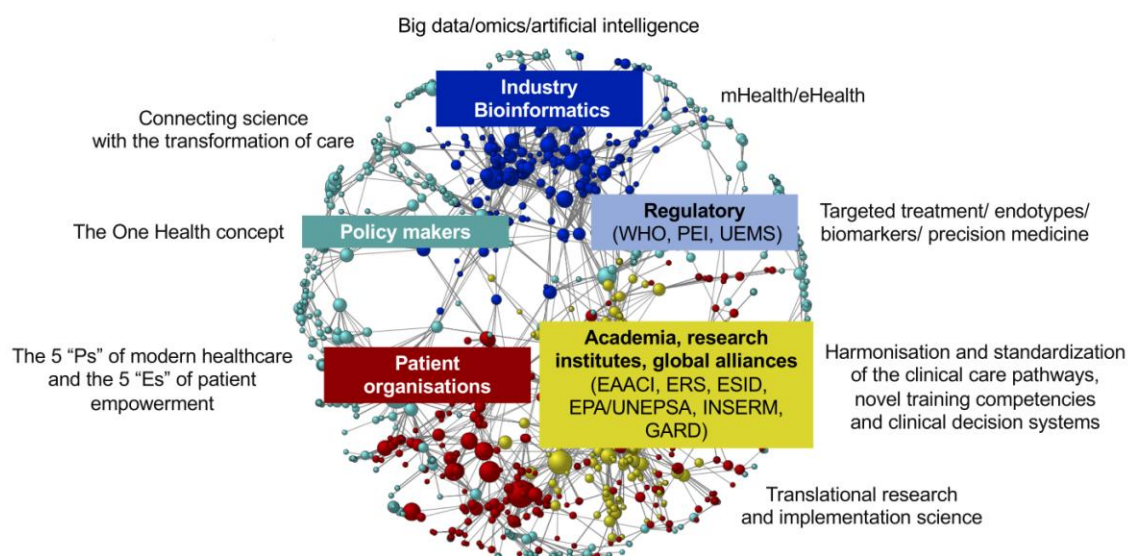 Big data/omics/artificial intelligence
Industry
Bioinformatics
mHealth/eHealth
Connecting science
with the transformation of care
The One Health concept
Policy makers
Regulatory
(WHO, PEI, UEMS)
Targeted treatment/ endotypes/
biomarkers/ precision medicine
The 5 “Ps” of modern healthcare
and the 5 “Es” of patient
empowerment
Patient
organisations
Academia, research
institutes, global alliances
(EAACI, ERS, ESID,
EPA/UNEPSA, INSERM,
GARD)
Harmonisation and standardization
of the clinical care pathways,
novel training competencies
and clinical decision systems
Translational research
and implementation science